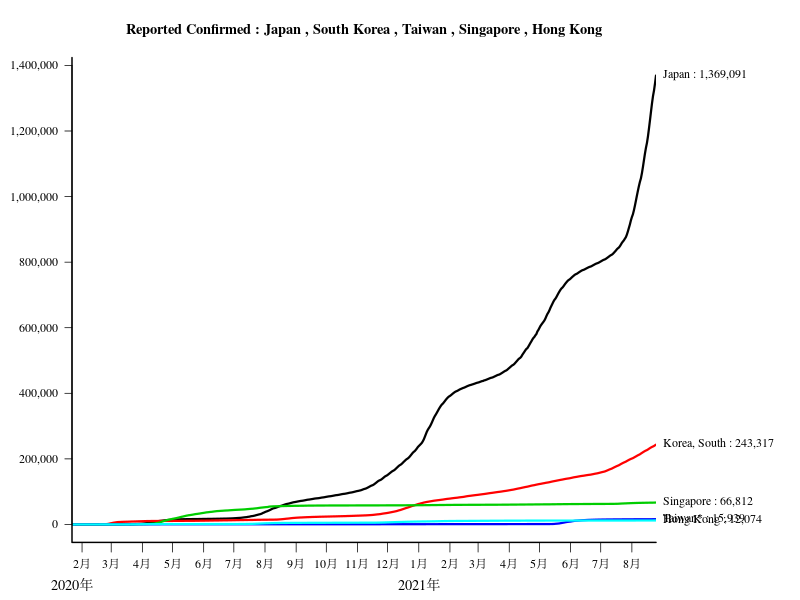 Reported Confirmed : Japan , South Korea , Taiwan , Singapore , Hong Kong
1,400,000
1,200,000
1,000,000
800,000
600,000
400,000
200,000
0
Japan : 1,369,091
Korea, South : 243,317
Singapore : 66,812
Hong Kong : 12,074
2月 3月 4月 5月 6月 7月 8月 9月 10月 11月 12月 1月 2月 3月 4月 5月 6月 7月 8月
2020年 2021年